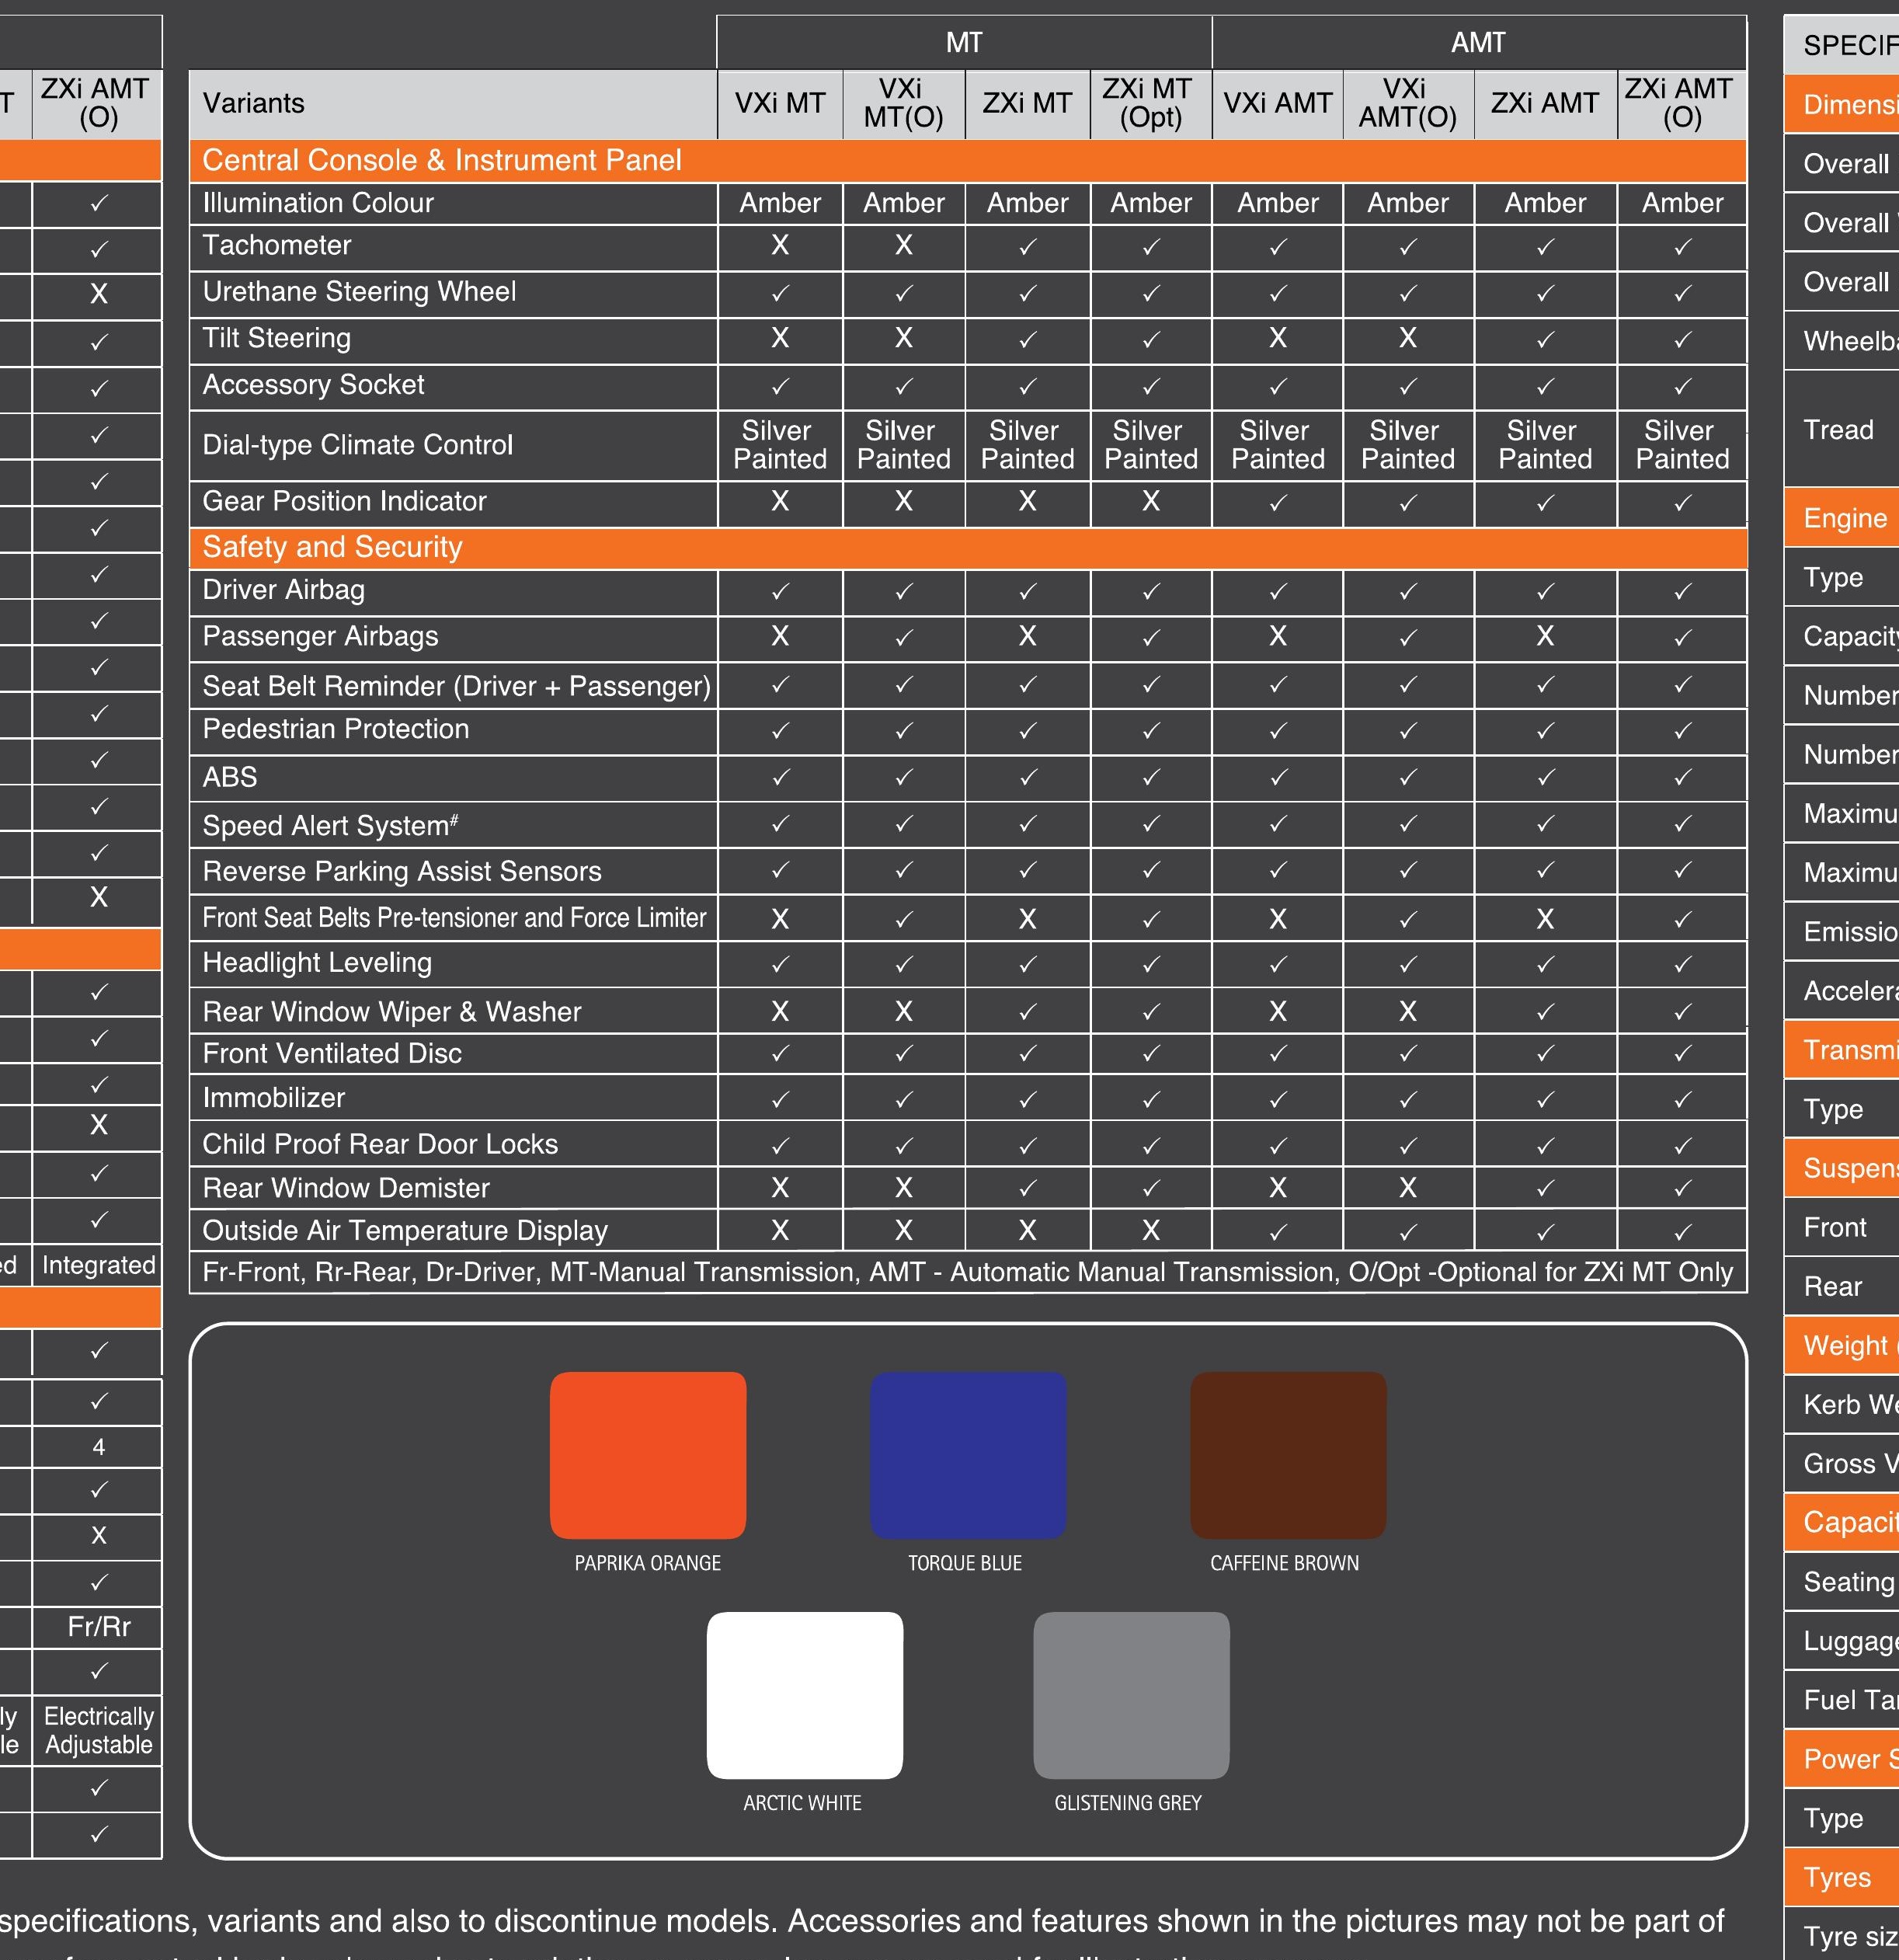 T ZXi AMT (O)
✓
✓
X
✓
✓
✓
✓
✓
✓
✓
✓
✓
✓
✓
✓
X
✓
✓
✓
X
✓
✓
Integrated
✓
✓
4
✓
X
✓
Fr/Rr
✓
Electrically
Adjustable
✓
✓
MT AMT
Variants VXi MT VXi MT(O) ZXi MT ZXi MT (Opt) VXi AMT VXi AMT(O) ZXi AMT ZXi AMT (O)
Central Console & Instrument Panel
Illumination Colour Amber Amber Amber Amber Amber Amber Amber Amber
Tachometer X X ✓ ✓ ✓ ✓ ✓ ✓
Urethane Steering Wheel ✓ ✓ ✓ ✓ ✓ ✓ ✓ ✓
Tilt Steering X X ✓ ✓ X X ✓ ✓
Accessory Socket ✓ ✓ ✓ ✓ ✓ ✓ ✓ ✓
Dial-type Climate Control Silver Painted Silver Painted Silver Painted Silver Painted Silver Painted Silver Painted Silver Painted Silver Painted
Gear Position Indicator X X X X ✓ ✓ ✓ ✓
Safety and Security
Driver Airbag ✓ ✓ ✓ ✓ ✓ ✓ ✓ ✓
Passenger Airbags X ✓ X ✓ X ✓ X ✓
Seat Belt Reminder (Driver + Passenger) ✓ ✓ ✓ ✓ ✓ ✓ ✓ ✓
Pedestrian Protection ✓ ✓ ✓ ✓ ✓ ✓ ✓ ✓
ABS ✓ ✓ ✓ ✓ ✓ ✓ ✓ ✓
Speed Alert System# ✓ ✓ ✓ ✓ ✓ ✓ ✓ ✓
Reverse Parking Assist Sensors ✓ ✓ ✓ ✓ ✓ ✓ ✓ ✓
Front Seat Belts Pre-tensioner and Force Limiter X ✓ X ✓ X ✓ X ✓
Headlight Leveling ✓ ✓ ✓ ✓ ✓ ✓ ✓ ✓
Rear Window Wiper & Washer X X ✓ ✓ X X ✓ ✓
Front Ventilated Disc ✓ ✓ ✓ ✓ ✓ ✓ ✓ ✓
Immobilizer ✓ ✓ ✓ ✓ ✓ ✓ ✓ ✓
Child Proof Rear Door Locks ✓ ✓ ✓ ✓ ✓ ✓ ✓ ✓
Rear Window Demister X X ✓ ✓ X X ✓ ✓
Outside Air Temperature Display X X X X ✓ ✓ ✓ ✓
Fr-Front, Rr-Rear, Dr-Driver, MT-Manual Transmission, AMT - Automatic Manual Transmission, O/Opt -Optional for ZXi MT Only
PAPRIKA ORANGE TORQUE BLUE CAFFEINE BROWN
ARCTIC WHITE GLISTENING GREY
specifications, variants and also to discontinue models. Accessories and features shown in the pictures may not be part of
SPECIF
Dimensi
Overall
Overall
Overall
Wheelba
Tread
Engine
Type
Capacity
Number
Number
Maximu
Maximu
Emissio
Accelera
Transmi
Type
Suspens
Front
Rear
Weight
Kerb We
Gross V
Capacit
Seating
Luggage
Fuel Ta
Power S
Type
Tyres
Tyre siz